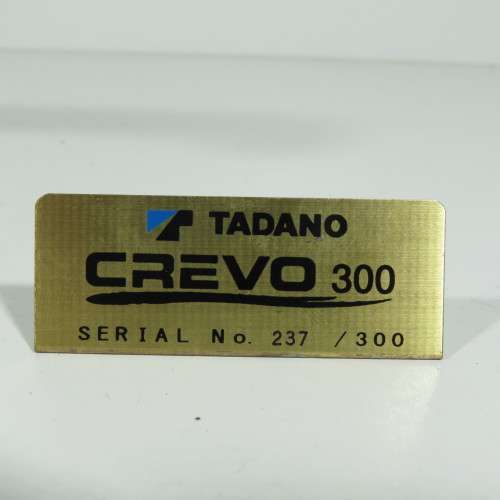 TADANO
CREVO 300
SERIAL No. 237 /300